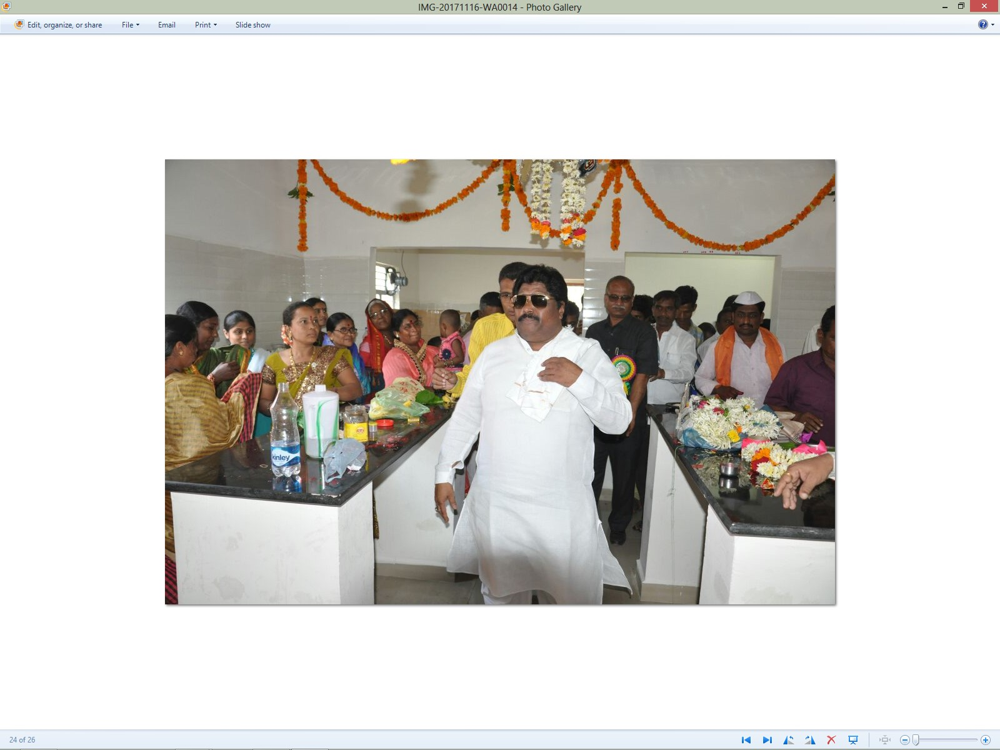 IMG-20171116-WA0014 - Photo Gallery
Edit, organize, or share File Email Print Slide show
kinley
24 of 26